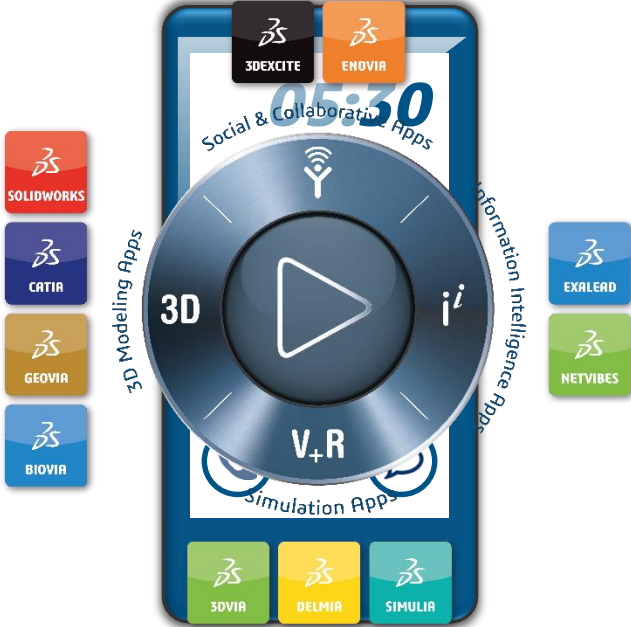 3DEXCITE
ENOVIA
05:30
Social & Collaborative Apps
SOLIDWORKS
CATIA
GEOVIA
BIOVIA
3D Modeling Apps
3D
i i
V+R
Information Intelligence Apps
EXALEAD
NETVIBES
Simulation Apps
3DVIA
DELMIA
SIMULIA